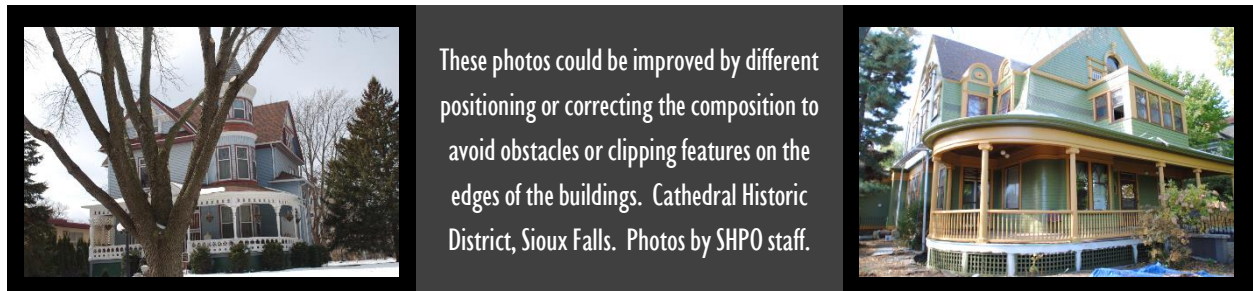 These photos could be improved by different
positioning or correcting the composition to
avoid obstacles or clipping features on the
edges of the buildings.  Cathedral Historic
District, Sioux Falls.  Photos by SHPO staff.